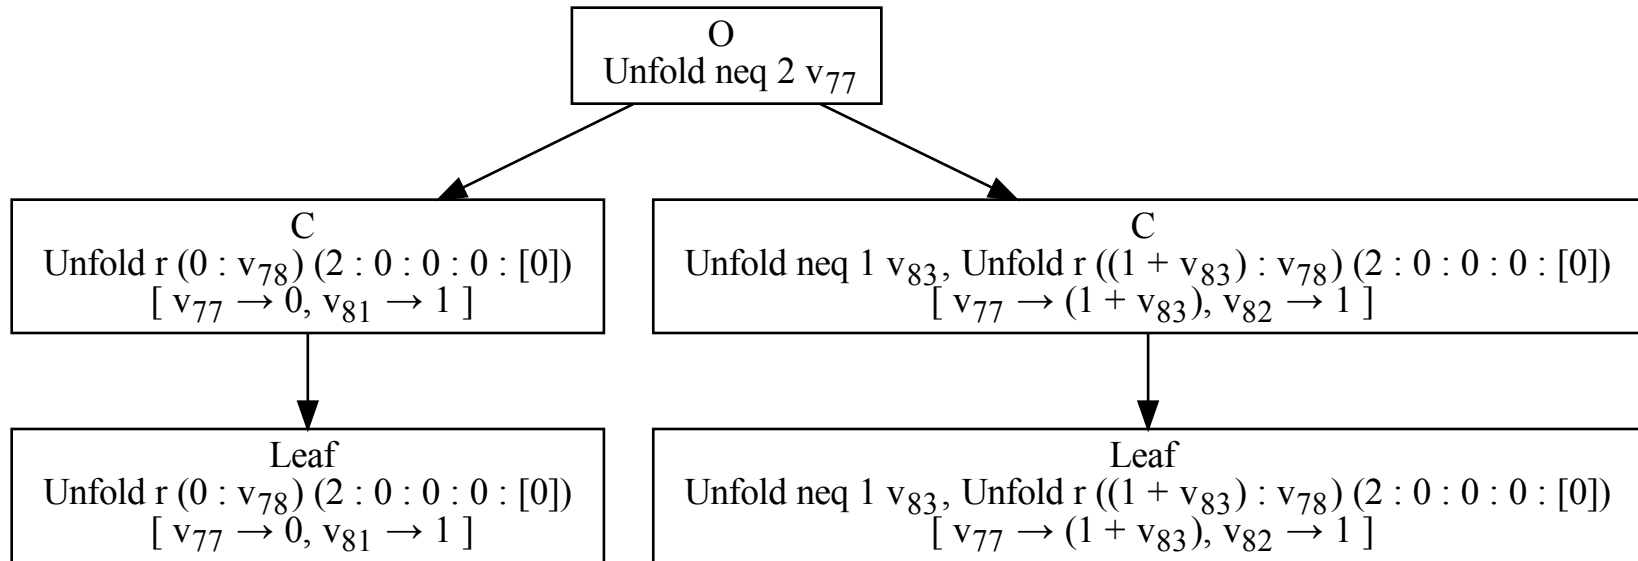 O
Unfold neq 2 v77
C
Unfold r (0 : v78) (2 : 0 : 0 : 0 : [0])
[ v77 → 0, v81 → 1 ]
C
Unfold neq 1 v83, Unfold r ((1 + v83) : v78) (2 : 0 : 0 : 0 : [0])
[ v77 → (1 + v83), v82 → 1 ]
Leaf
Unfold r (0 : v78) (2 : 0 : 0 : 0 : [0])
[ v77 → 0, v81 → 1 ]
Leaf
Unfold neq 1 v83, Unfold r ((1 + v83) : v78) (2 : 0 : 0 : 0 : [0])
[ v77 → (1 + v83), v82 → 1 ]